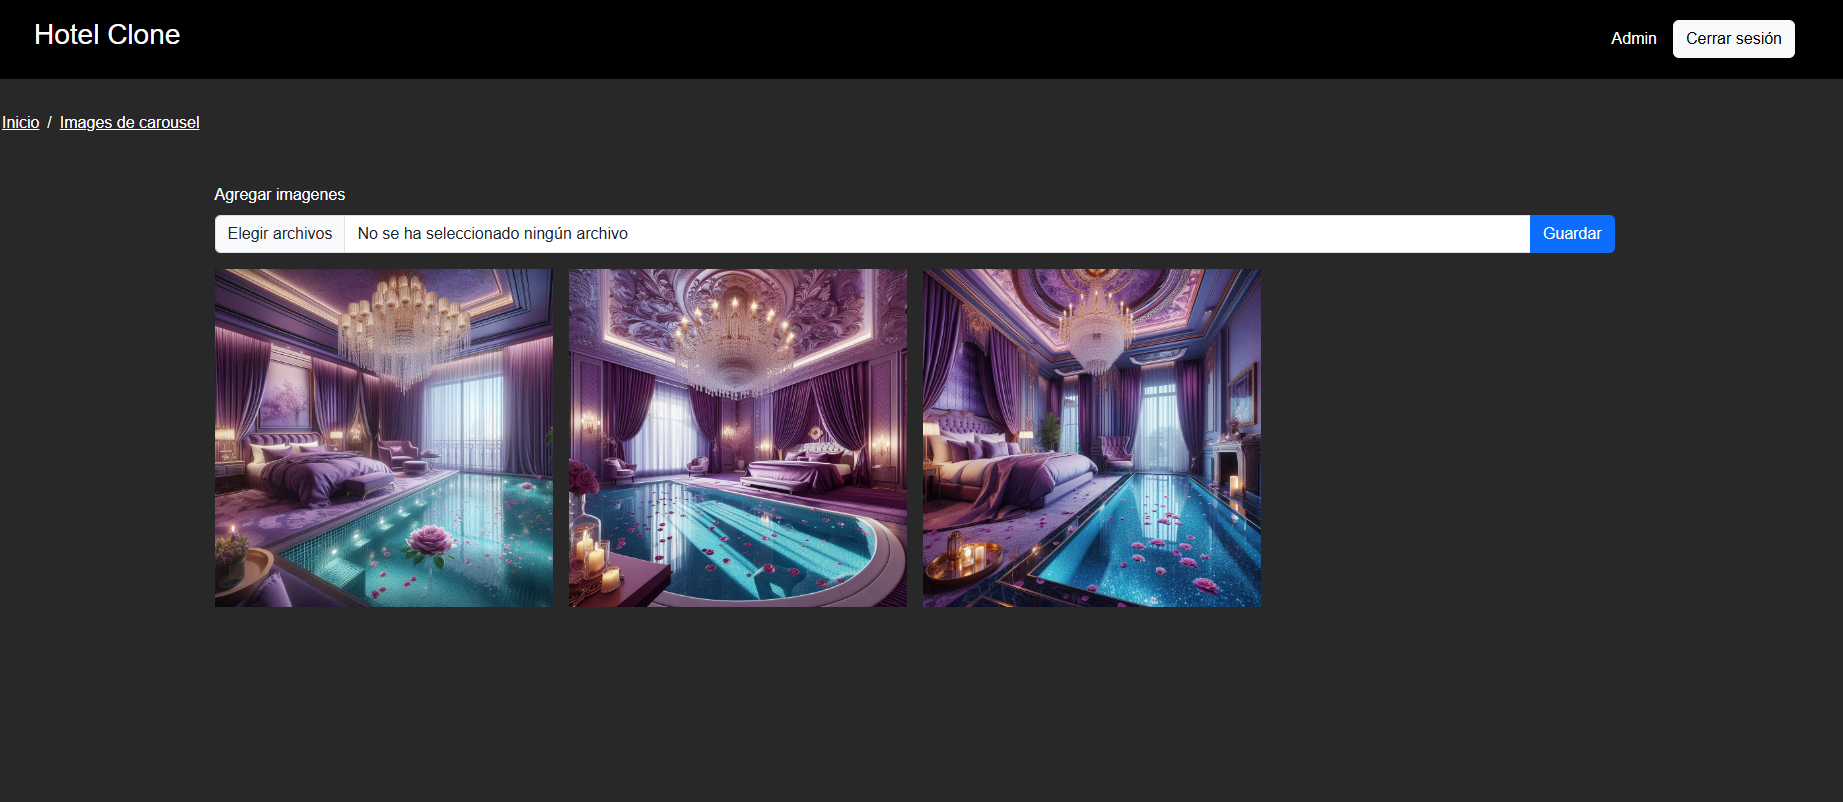 Hotel Clone
Admin
Cerrar sesión
Inicio / Images de carousel
Agregar imagenes
Elegir archivos No se ha seleccionado ningún archivo Guardar